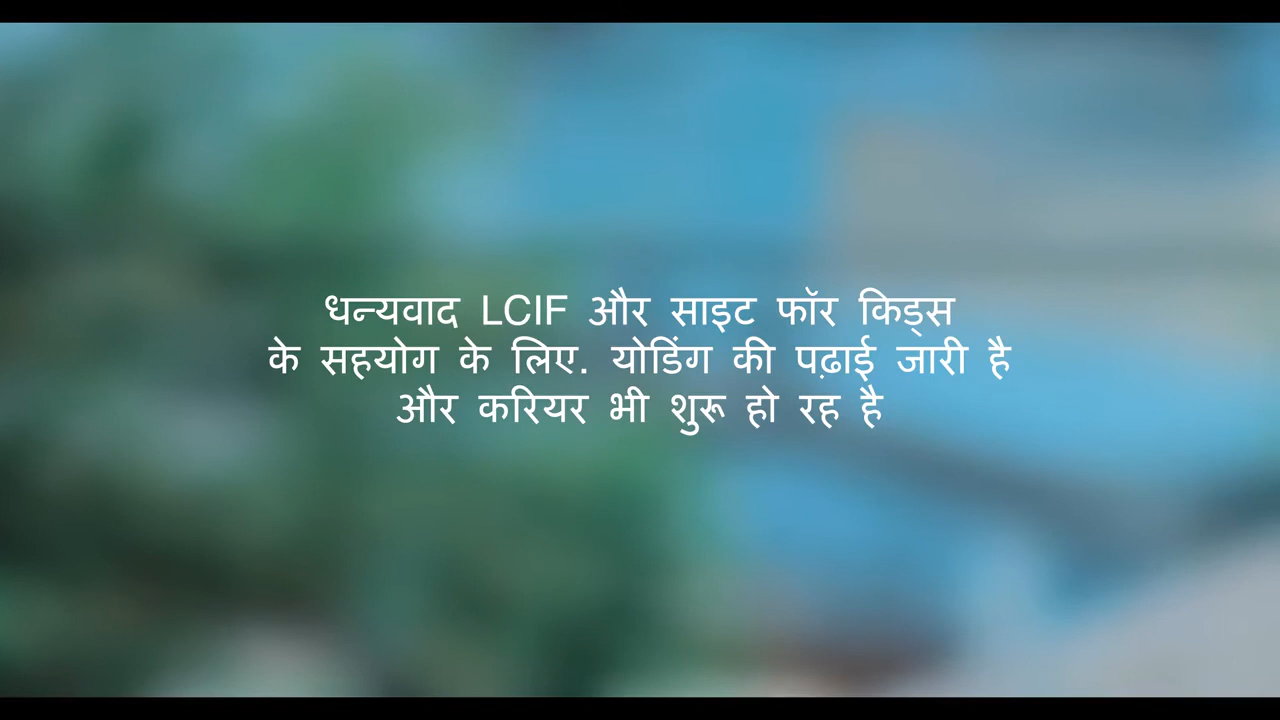 धन्यवाद LCIF और साइट फॉर किड्स
के सहयोग के लिए. योडिंग की पढ़ाई जारी है
और करियर भी शुरू हो रह है